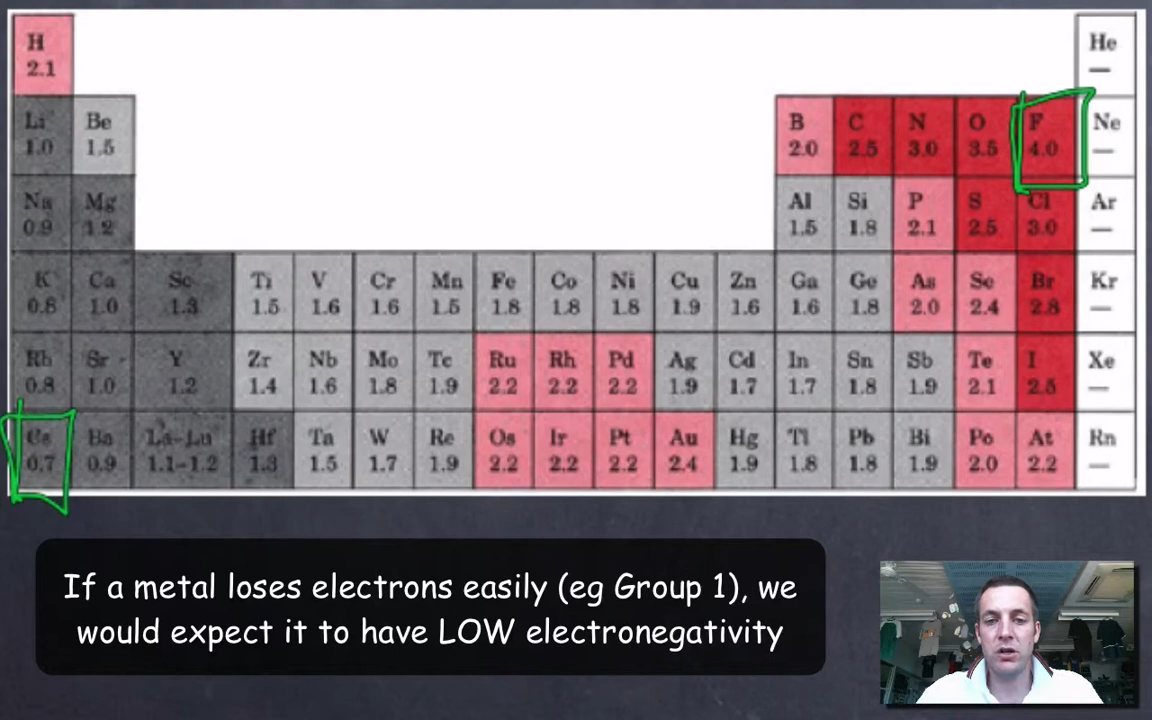 H He
2.1 —
Li Be B C N O F Ne
1.0 1.5 2.0 2.5 3.0 3.5 4.0 —
Na Mg Al Si P S Cl Ar
0.9 1.2 1.5 1.8 2.1 2.5 3.0 —
K Ca Sc Ti V Cr Mn Fe Co Ni Cu Zn Ga Ge As Se Br Kr
0.8 1.0 1.3 1.5 1.6 1.6 1.5 1.8 1.8 1.8 1.9 1.6 1.6 1.8 2.0 2.4 2.8 —
Rb Sr Y Zr Nb Mo Tc Ru Rh Pd Ag Cd In Sn Sb Te I Xe
0.8 1.0 1.2 1.4 1.6 1.8 1.9 2.2 2.2 2.2 1.9 1.7 1.7 1.8 1.9 2.1 2.5 —
Cs Ba La-Lu Hf Ta W Re Os Ir Pt Au Hg Tl Pb Bi Po At Rn
0.7 0.9 1.1-1.2 1.3 1.5 1.7 1.9 2.2 2.2 2.2 2.4 1.9 1.8 1.8 1.9 2.0 2.2 —
If a metal loses electrons easily (eg Group 1), we
would expect it to have LOW electronegativity